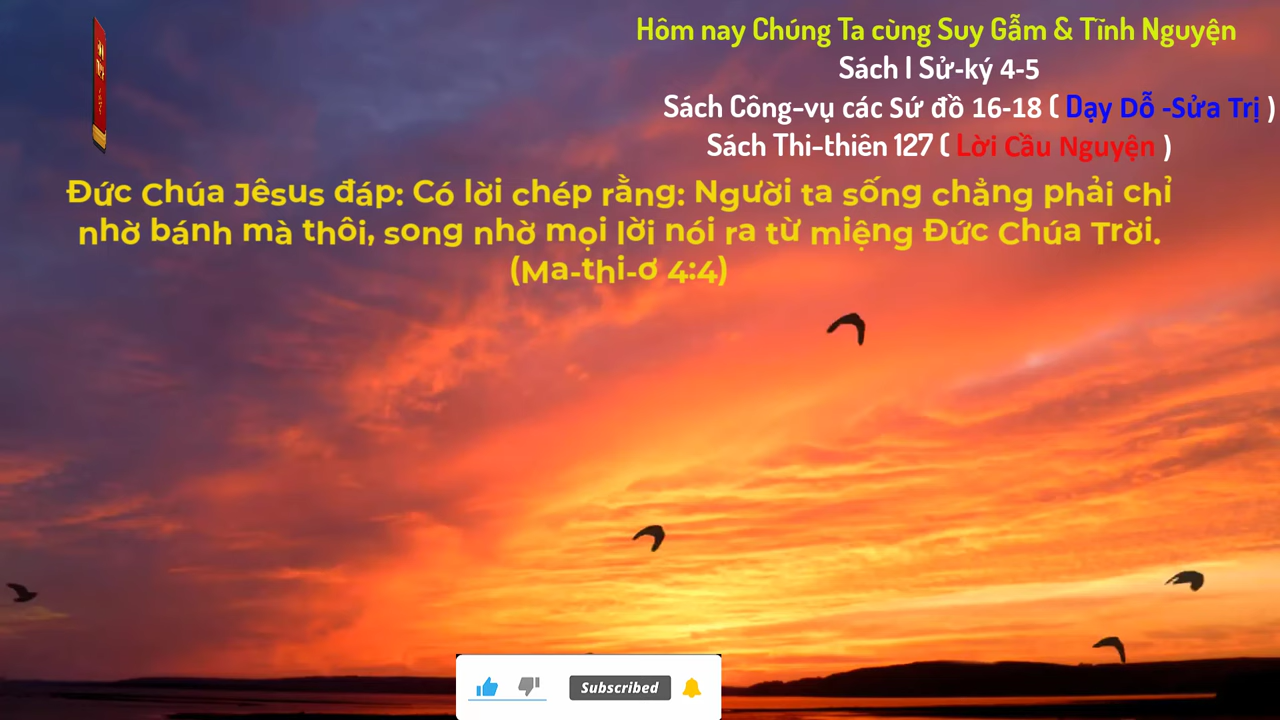 Hôm nay Chúng Ta cùng Suy Gẫm & Tĩnh Nguyện
Sách I Sử-ký 4-5
Sách Công-vụ các Sứ đồ 16-18 ( Dạy Dỗ -Sửa Trị )
Sách Thi-thiên 127 ( Lời Cầu Nguyện )
Đức Chúa Jêsus đáp: Có lời chép rằng: Người ta sống chẳng phải chỉ
nhờ bánh mà thôi, song nhờ mọi lời nói ra từ miệng Đức Chúa Trời.
(Ma-thi-ơ 4:4)
Subscribed